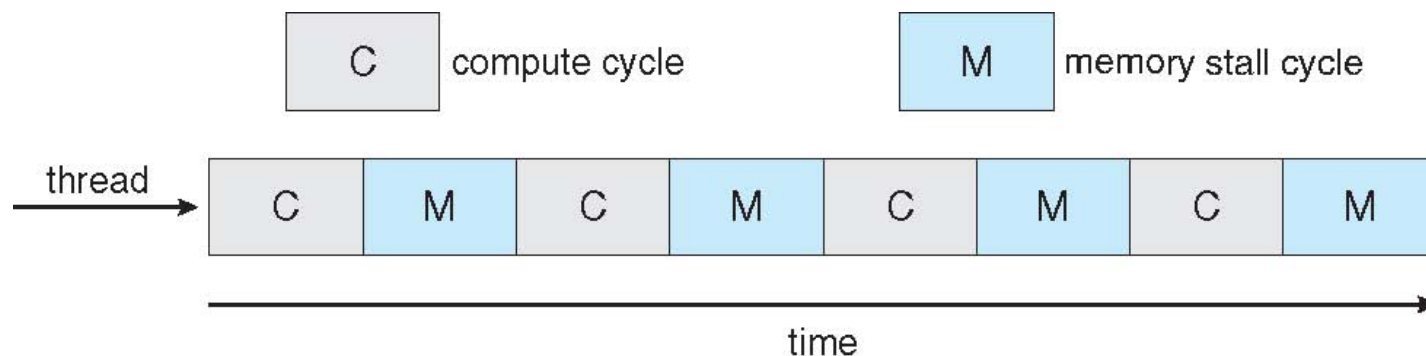 C compute cycle M memory stall cycle
thread
C M C M C M C M
time